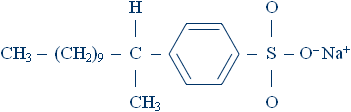 H O
CH₃ – (CH₂)₉ – C – S – O⁻Na⁺
CH₃ O